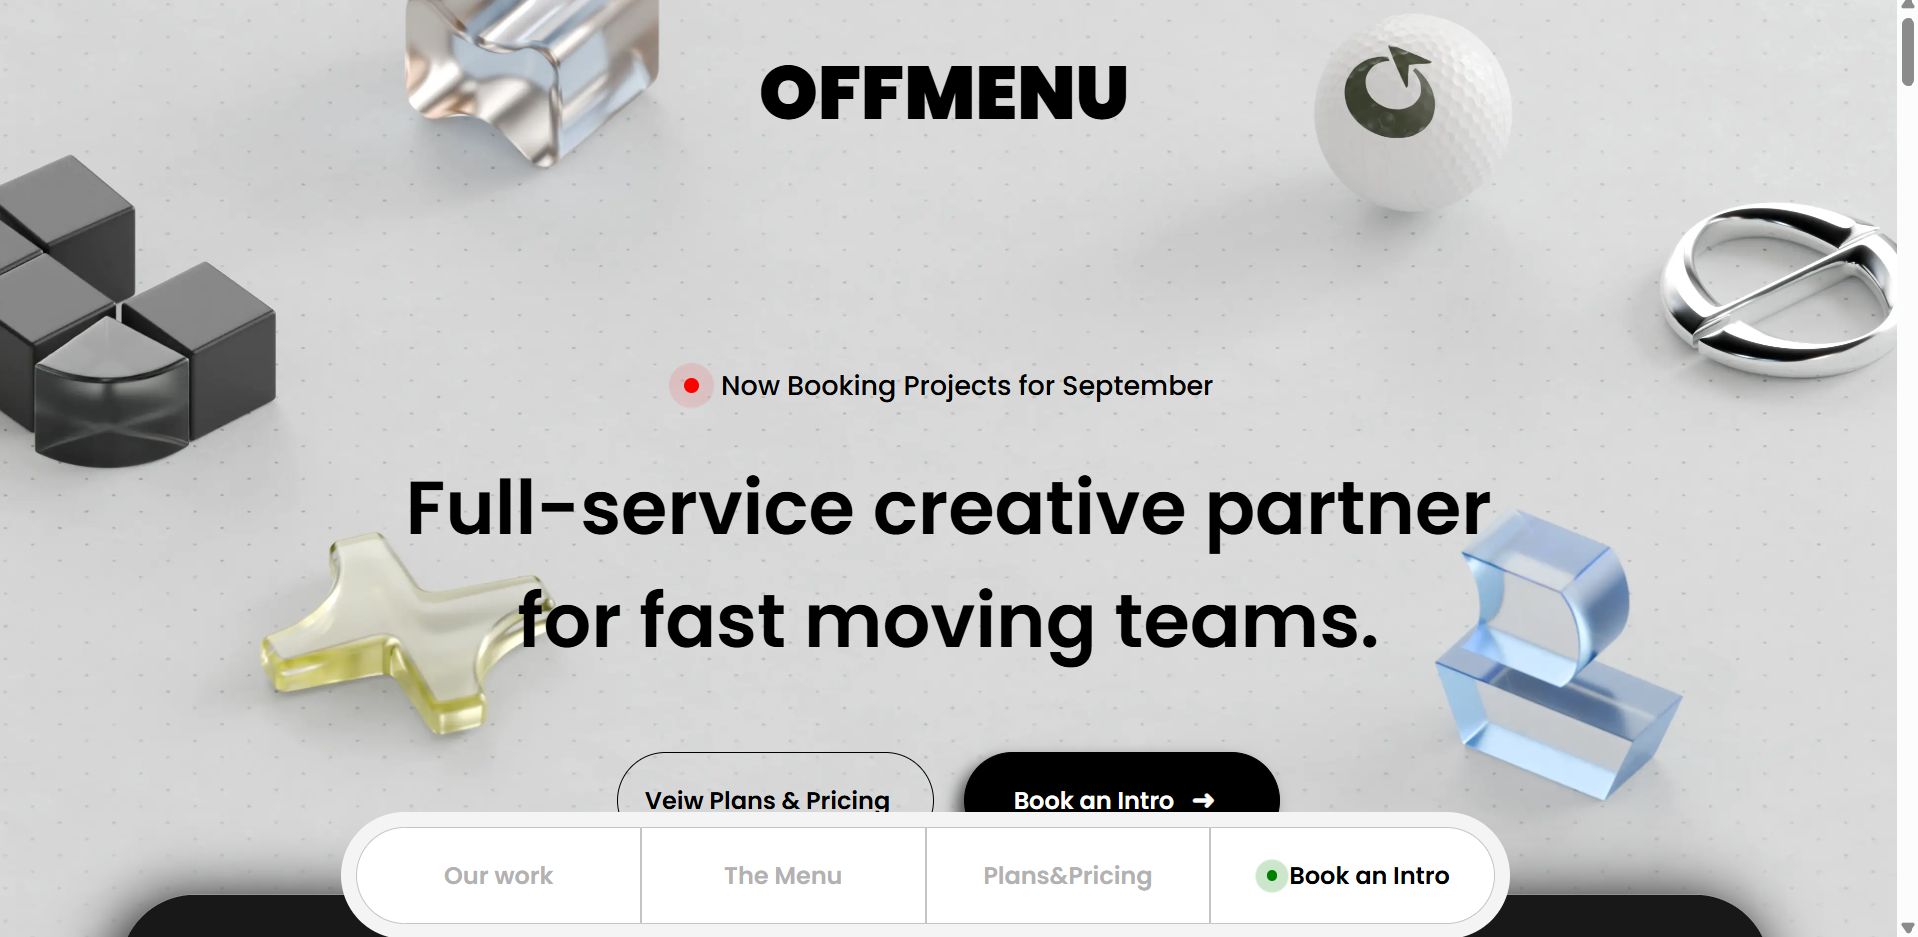 OFFMENU
Now Booking Projects for September
Full-service creative partner
for fast moving teams.
Veiw Plans & Pricing
Book an Intro ➜
Our work
The Menu
Plans&Pricing
Book an Intro